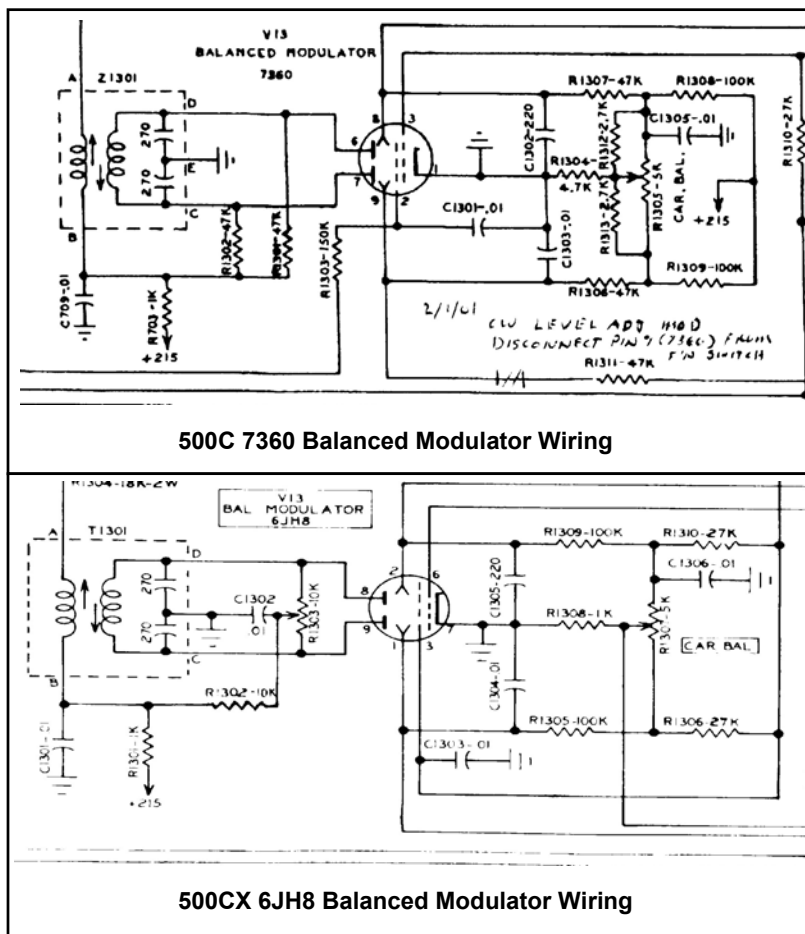 V13
BALANCED MODULATOR
7360
A
Z1301
D
270
E
270
C
B
C709-.01
R703-1K
+215
R1302-47K
R1301-47K
R1303-150K
6
7
8
3
1
9
2
C1301-.01
C1302-220
C1303-.01
R1307-47K
R1308-100K
R1304-
4.7K
R1312-2.7K
R1313-2.7K
C1305-.01
R1305-5K
CAR. BAL.
+215
R1309-100K
R1306-47K
R1310-27K
2/1/01
CW LEVEL ADJ MOD
DISCONNECT PIN 9 (7360) FROM
SWITCH
R1311-47K
500C 7360 Balanced Modulator Wiring
R1304-18K-2W
V13
BAL MODULATOR
6JH8
A
T1301
D
270
270
C
B
C1302
.01
R1303-10K
R1302-10K
C1301-.01
R1301-1K
+215
8
9
2
6
7
1
3
C1305-220
C1304-.01
C1303-.01
R1309-100K
R1310-27K
C1306-.01
R1308-1K
R1307-5K
CAR BAL
R1305-100K
R1306-27K
500CX 6JH8 Balanced Modulator Wiring